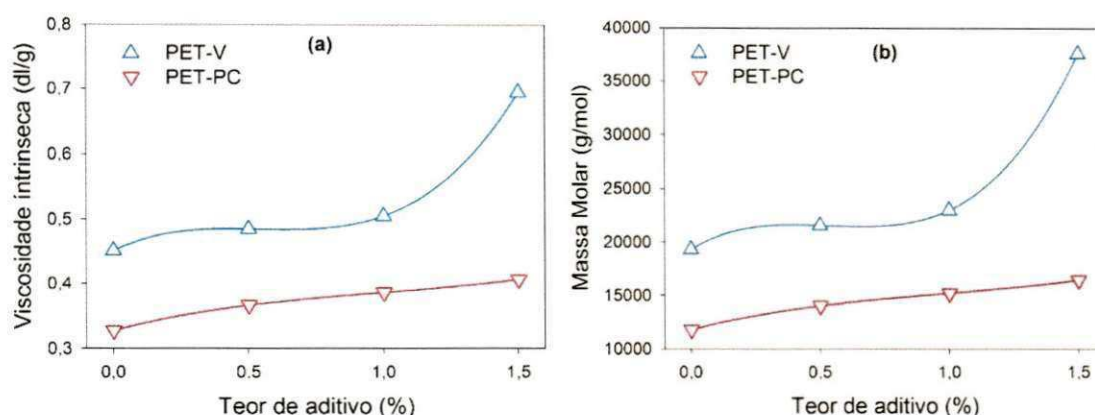 (a)
PET-V
PET-PC
Viscosidade intrínseca (dl/g)
0,8
0,7
0,6
0,5
0,4
0,3
0,0 0,5 1,0 1,5
Teor de aditivo (%)
(b)
PET-V
PET-PC
Massa Molar (g/mol)
40000
35000
30000
25000
20000
15000
10000
0,0 0,5 1,0 1,5
Teor de aditivo (%)